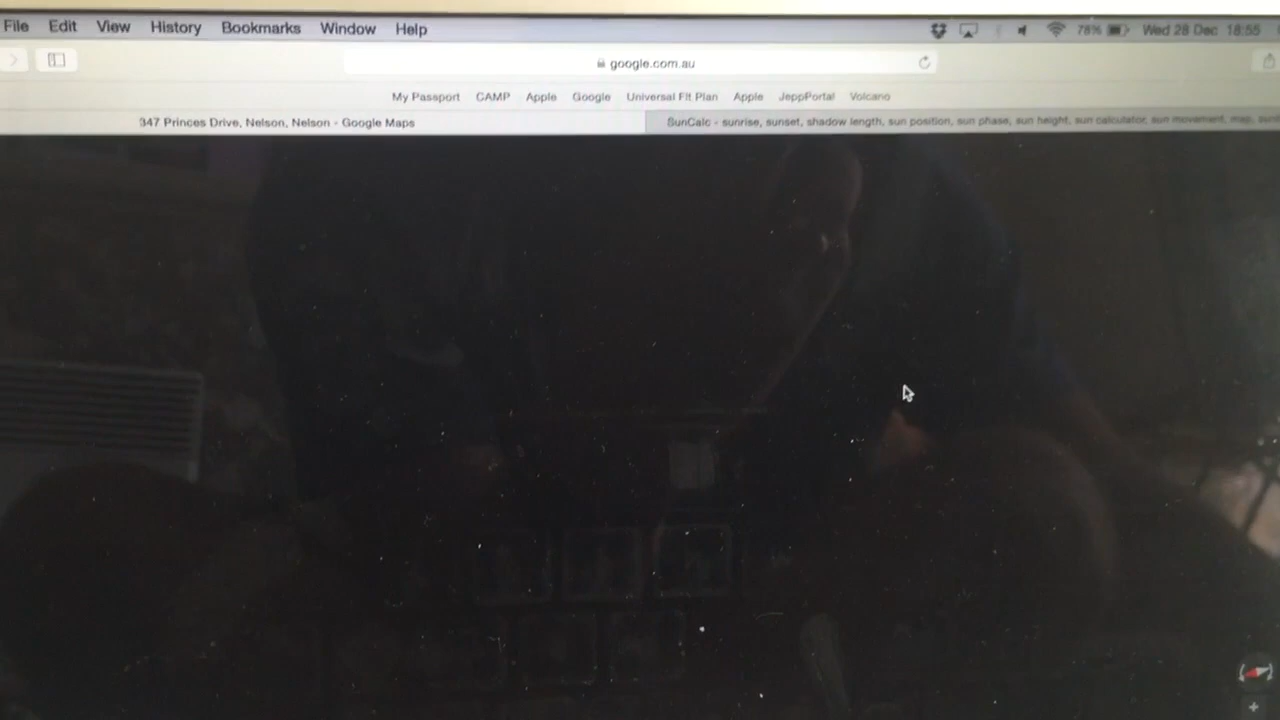 File Edit View History Bookmarks Window Help 78% Wed 28 Dec 18:55
google.com.au
My Passport CAMP Apple Google Universal Flt Plan Apple JeppPortal Volcano
347 Princes Drive, Nelson, Nelson - Google Maps SunCalc - sunrise, sunset, shadow length, sun position, sun phase, sun height, sun calculator, sun movement, map,